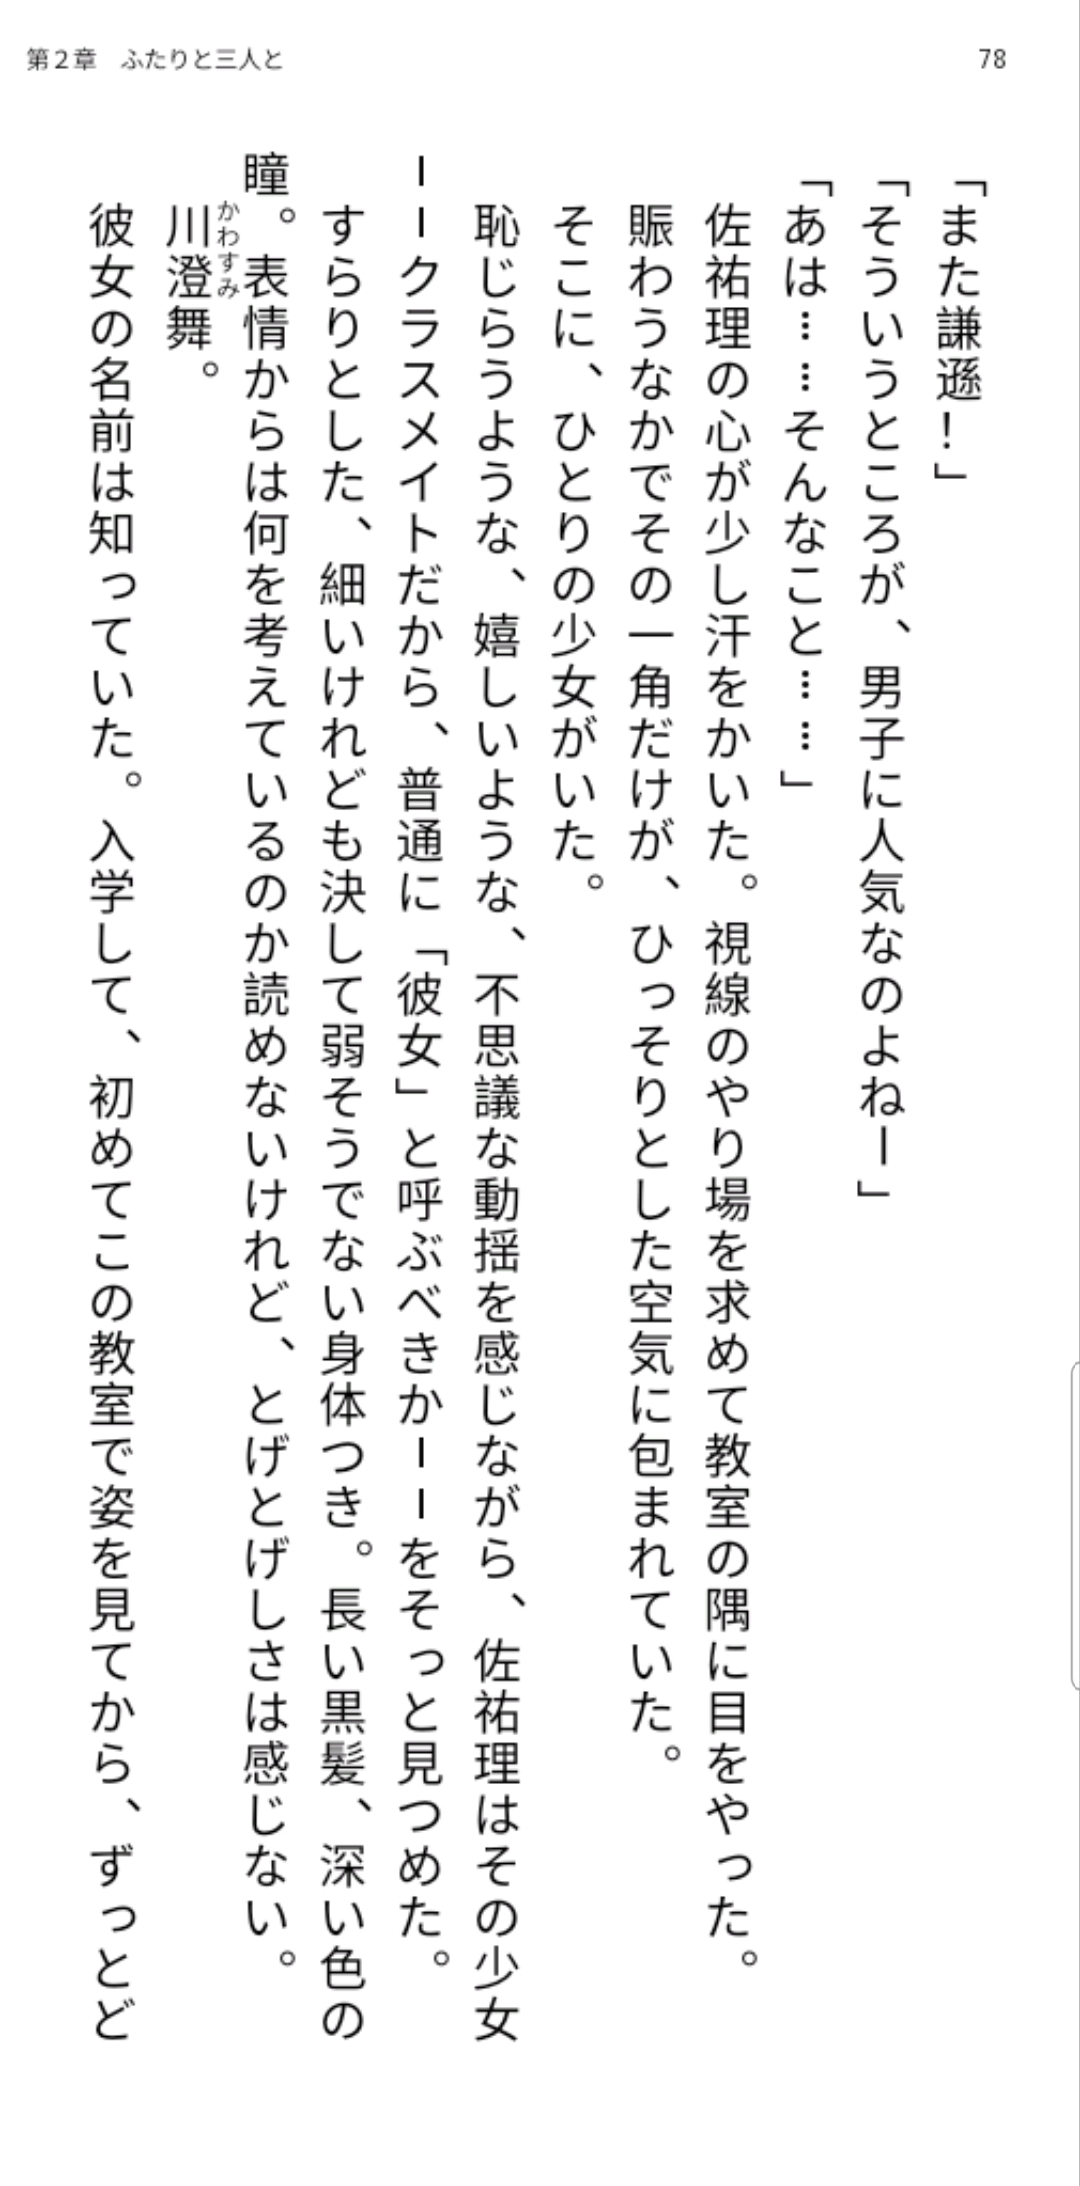 第2章　ふたりと三人と
78
「また謙遜！」
「そういうところが、男子に人気なのよねー」
「あは……そんなこと……」
佐祐理の心が少し汗をかいた。視線のやり場を求めて教室の隅に目をやった。
賑わうなかでその一角だけが、ひっそりとした空気に包まれていた。
そこに、ひとりの少女がいた。
恥じらうような、嬉しいような、不思議な動揺を感じながら、佐祐理はその少女
ーークラスメイトだから、普通に「彼女」と呼ぶべきかーーをそっと見つめた。
すらりとした、細いけれども決して弱そうでない身体つき。長い黒髪、深い色の
瞳。表情からは何を考えているのか読めないけれど、とげとげしさは感じない。
かわすみ
川澄舞。
彼女の名前は知っていた。入学して、初めてこの教室で姿を見てから、ずっとど